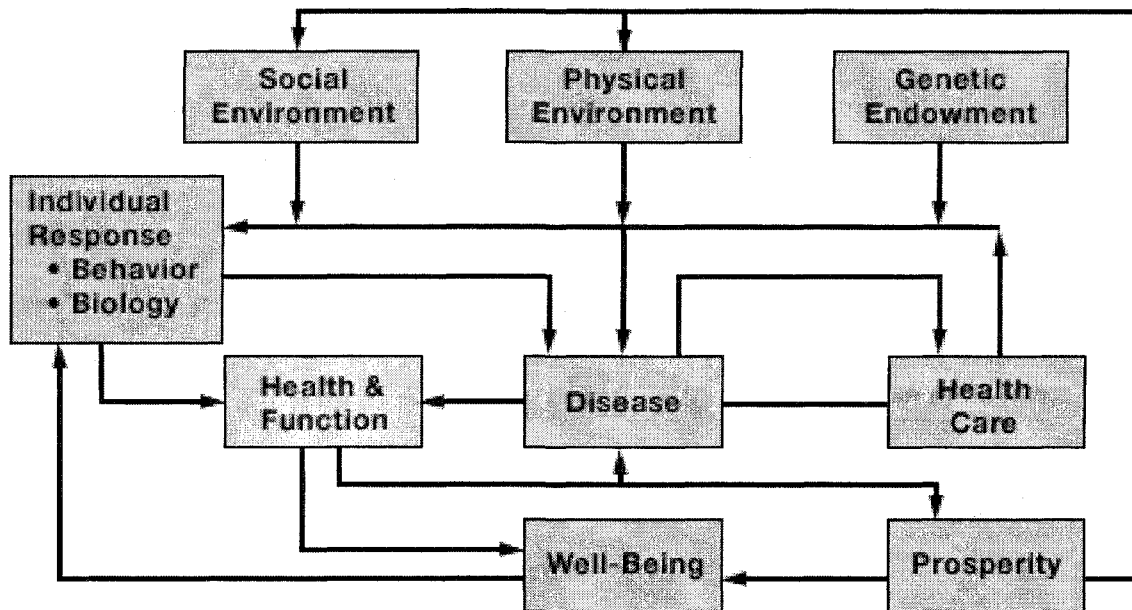 Social
Environment
Physical
Environment
Genetic
Endowment
Individual
Response
• Behavior
• Biology
Health &
Function
Disease
Health
Care
Well-Being
Prosperity